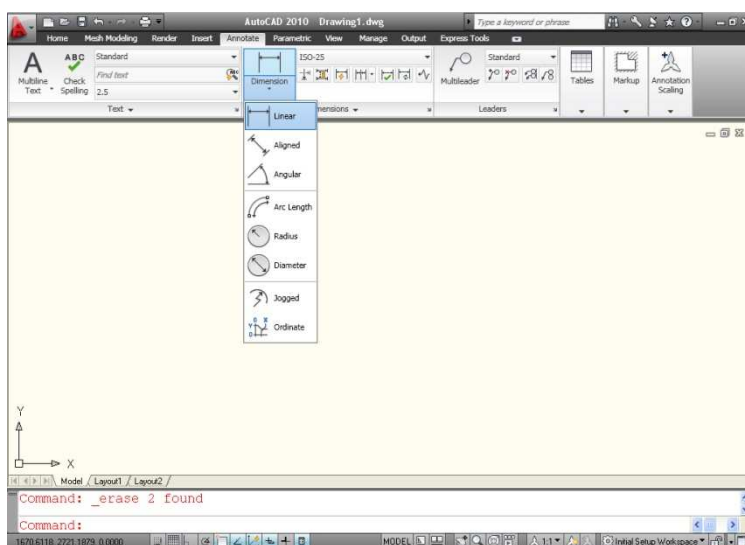 AutoCAD 2010 Drawing1.dwg Type a keyword or phrase
Home Mesh Modeling Render Insert Annotate Parametric View Manage Output Express Tools
A ABC Standard ISO-25 Standard
Find text
Multiline Text
Check Spelling
2.5
Dimension
Multileader
Tables
Markup
Annotation Scaling
Text Leaders
Linear
Aligned
Angular
Arc Length
Radius
Diameter
Jogged
Ordinate
Y
X
Model Layout1 Layout2
Command: _erase 2 found
Command:
MODEL 1:1 Initial Setup Workspace